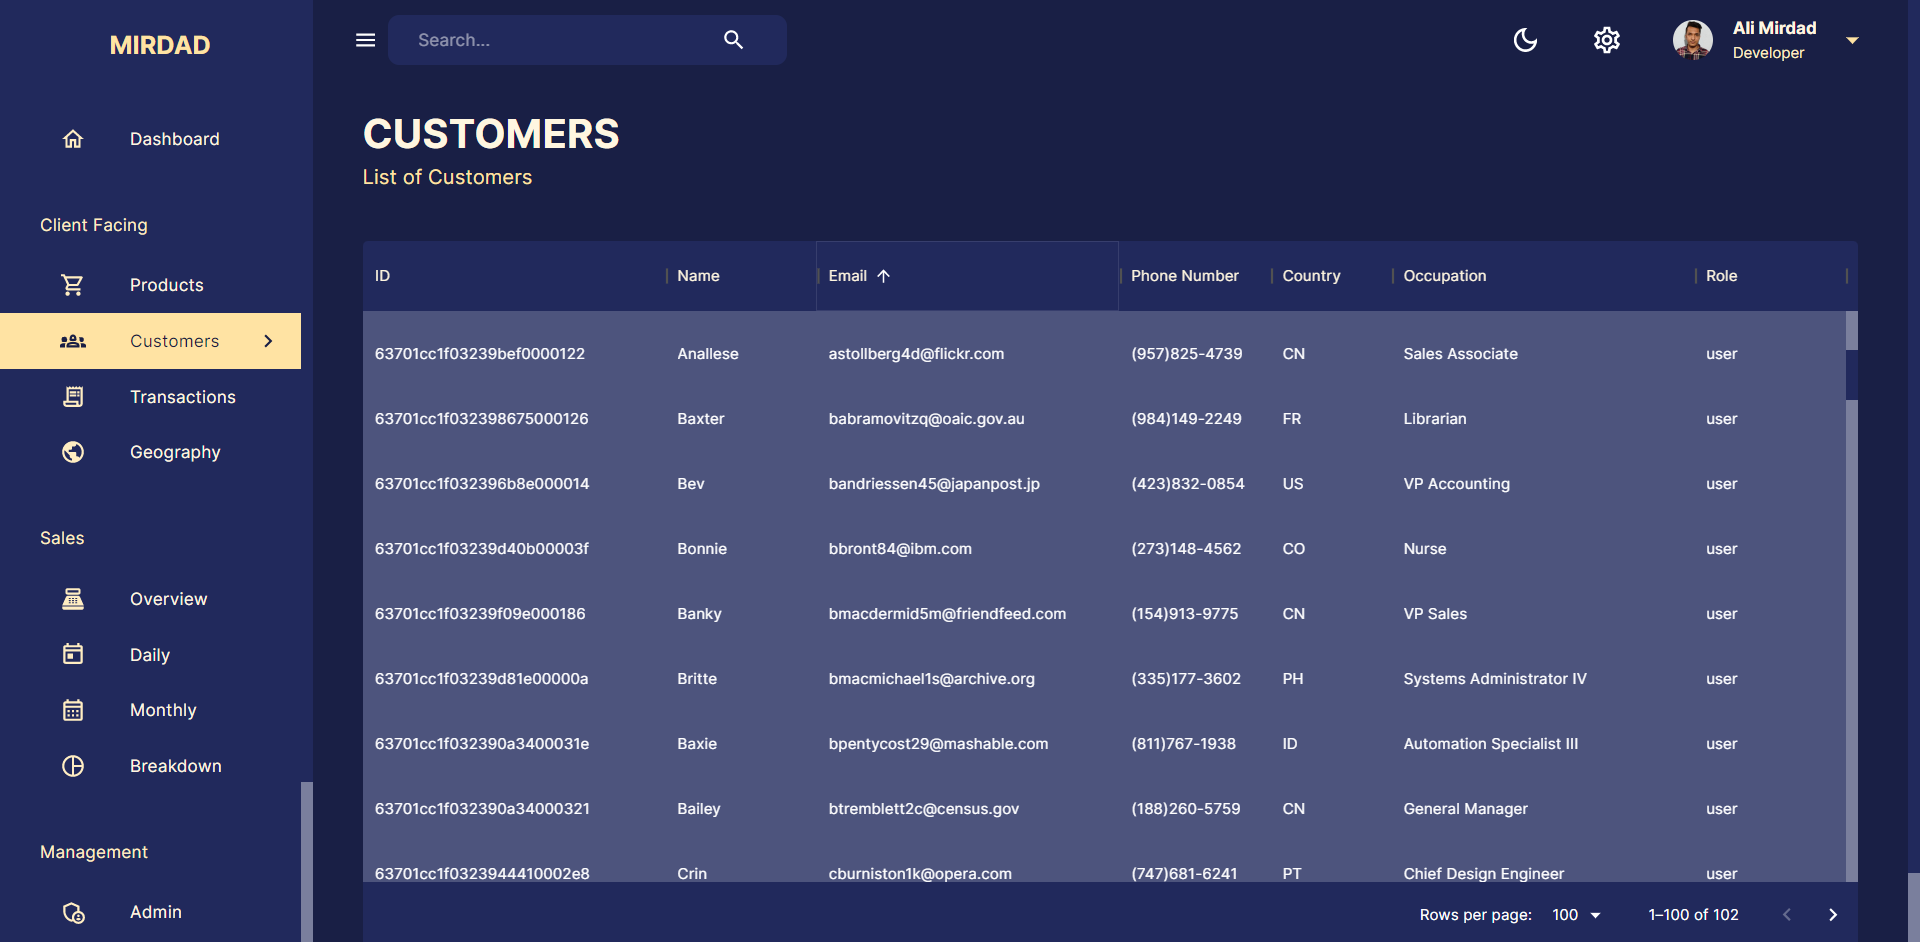 MIRDAD
Dashboard
Client Facing
Products
Customers
Transactions
Geography
Sales
Overview
Daily
Monthly
Breakdown
Management
Admin
Search...
Ali Mirdad
Developer
CUSTOMERS
List of Customers
ID Name Email Phone Number Country Occupation Role
63701cc1f03239bef0000122 Anallese astollberg4d@flickr.com (957)825-4739 CN Sales Associate user
63701cc1f032398675000126 Baxter babramovitzq@oaic.gov.au (984)149-2249 FR Librarian user
63701cc1f032396b8e000014 Bev bandriessen45@japanpost.jp (423)832-0854 US VP Accounting user
63701cc1f03239d40b00003f Bonnie bbront84@ibm.com (273)148-4562 CO Nurse user
63701cc1f03239f09e000186 Banky bmacdermid5m@friendfeed.com (154)913-9775 CN VP Sales user
63701cc1f03239d81e00000a Britte bmacmichael1s@archive.org (335)177-3602 PH Systems Administrator IV user
63701cc1f032390a3400031e Baxie bpentycost29@mashable.com (811)767-1938 ID Automation Specialist III user
63701cc1f032390a34000321 Bailey btremblett2c@census.gov (188)260-5759 CN General Manager user
63701cc1f0323944410002e8 Crin cburniston1k@opera.com (747)681-6241 PT Chief Design Engineer user
Rows per page: 100 1–100 of 102